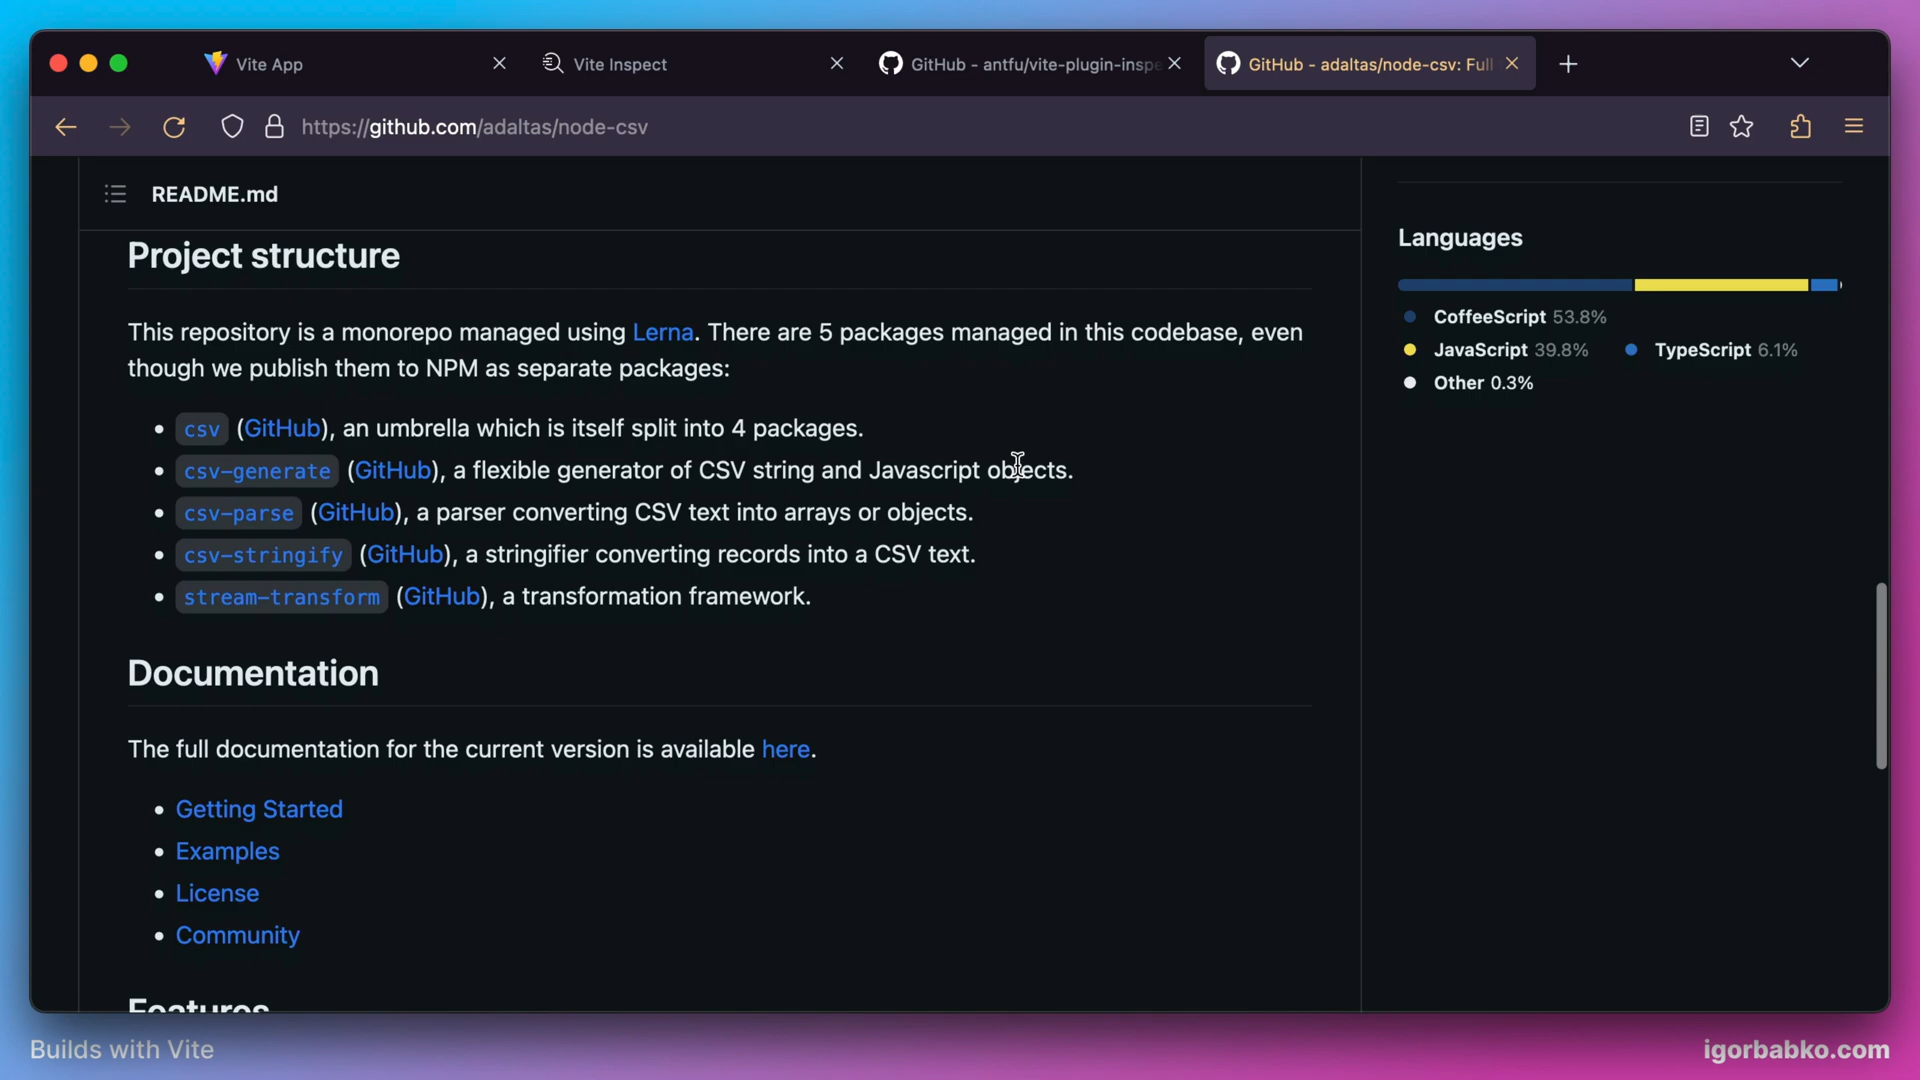 Vite App
Vite Inspect
GitHub - antfu/vite-plugin-inspe
GitHub - adaltas/node-csv: Full
https://github.com/adaltas/node-csv
README.md
Project structure
This repository is a monorepo managed using Lerna. There are 5 packages managed in this codebase, even
though we publish them to NPM as separate packages:
csv (GitHub), an umbrella which is itself split into 4 packages.
csv-generate (GitHub), a flexible generator of CSV string and Javascript objects.
csv-parse (GitHub), a parser converting CSV text into arrays or objects.
csv-stringify (GitHub), a stringifier converting records into a CSV text.
stream-transform (GitHub), a transformation framework.
Documentation
The full documentation for the current version is available here.
Getting Started
Examples
License
Community
Features
Languages
CoffeeScript 53.8%
JavaScript 39.8% TypeScript 6.1%
Other 0.3%
Builds with Vite
igorbabko.com